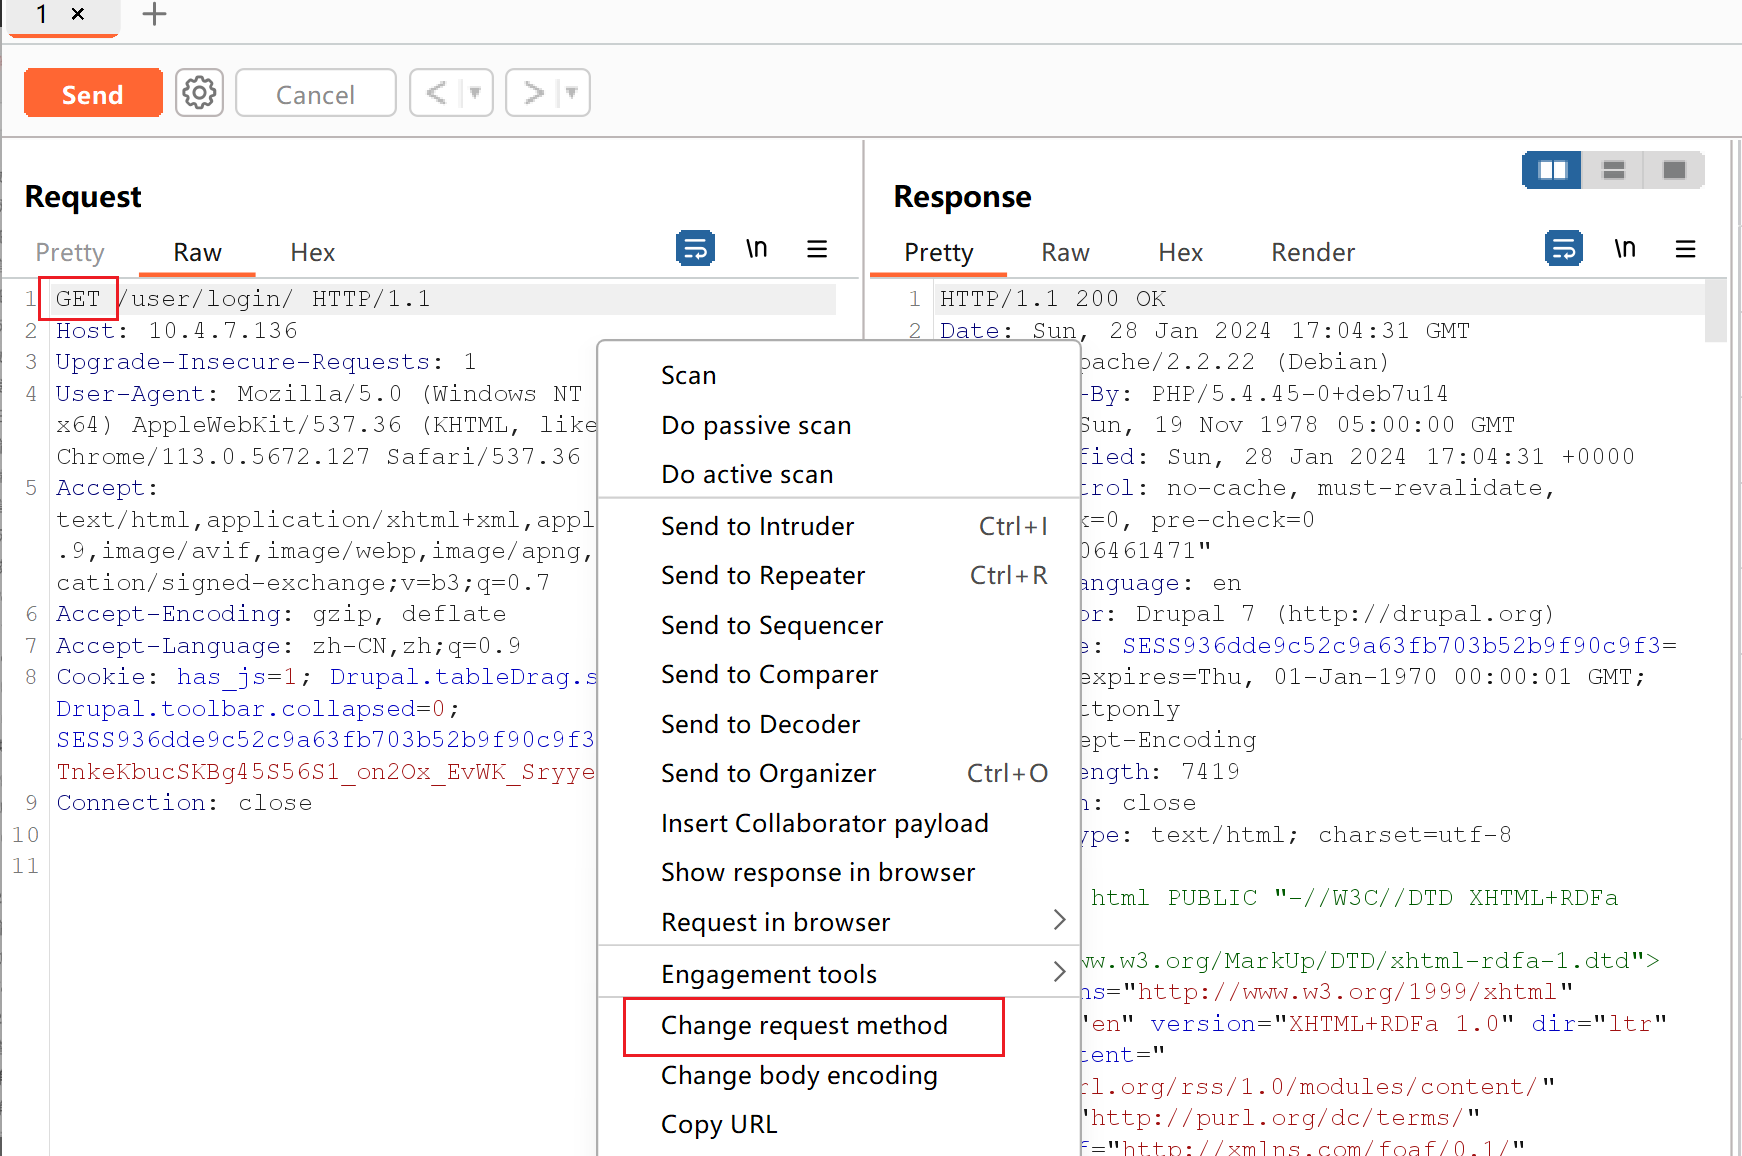 1 ×  +
Send  Cancel  <  >
Request
Pretty  Raw  Hex  \n
1 GET /user/login/ HTTP/1.1
2 Host: 10.4.7.136
3 Upgrade-Insecure-Requests: 1
4 User-Agent: Mozilla/5.0 (Windows NT
x64) AppleWebKit/537.36 (KHTML, like
Chrome/113.0.5672.127 Safari/537.36
5 Accept:
text/html,application/xhtml+xml,appl
.9,image/avif,image/webp,image/apng,
cation/signed-exchange;v=b3;q=0.7
6 Accept-Encoding: gzip, deflate
7 Accept-Language: zh-CN,zh;q=0.9
8 Cookie: has_js=1; Drupal.tableDrag.s
Drupal.toolbar.collapsed=0;
SESS936dde9c52c9a63fb703b52b9f90c9f3
TnkeKbucSKBg45S56S1_on2Ox_EvWK_Sryye
9 Connection: close
10
11
Scan
Do passive scan
Do active scan
Send to Intruder Ctrl+I
Send to Repeater Ctrl+R
Send to Sequencer
Send to Comparer
Send to Decoder
Send to Organizer Ctrl+O
Insert Collaborator payload
Show response in browser
Request in browser >
Engagement tools >
Change request method
Change body encoding
Copy URL
Response
Pretty  Raw  Hex  Render  \n
1 HTTP/1.1 200 OK
2 Date: Sun, 28 Jan 2024 17:04:31 GMT
pache/2.2.22 (Debian)
-By: PHP/5.4.45-0+deb7u14
Sun, 19 Nov 1978 05:00:00 GMT
fied: Sun, 28 Jan 2024 17:04:31 +0000
trol: no-cache, must-revalidate,
k=0, pre-check=0
06461471"
anguage: en
or: Drupal 7 (http://drupal.org)
e: SESS936dde9c52c9a63fb703b52b9f90c9f3=
expires=Thu, 01-Jan-1970 00:00:01 GMT;
ttponly
ept-Encoding
ength: 7419
n: close
ype: text/html; charset=utf-8
html PUBLIC "-//W3C//DTD XHTML+RDFa
ww.w3.org/MarkUp/DTD/xhtml-rdfa-1.dtd">
ns="http://www.w3.org/1999/xhtml"
"en" version="XHTML+RDFa 1.0" dir="ltr"
tent="
rl.org/rss/1.0/modules/content/"
"http://purl.org/dc/terms/"
f="http://xmlns.com/foaf/0.1/"